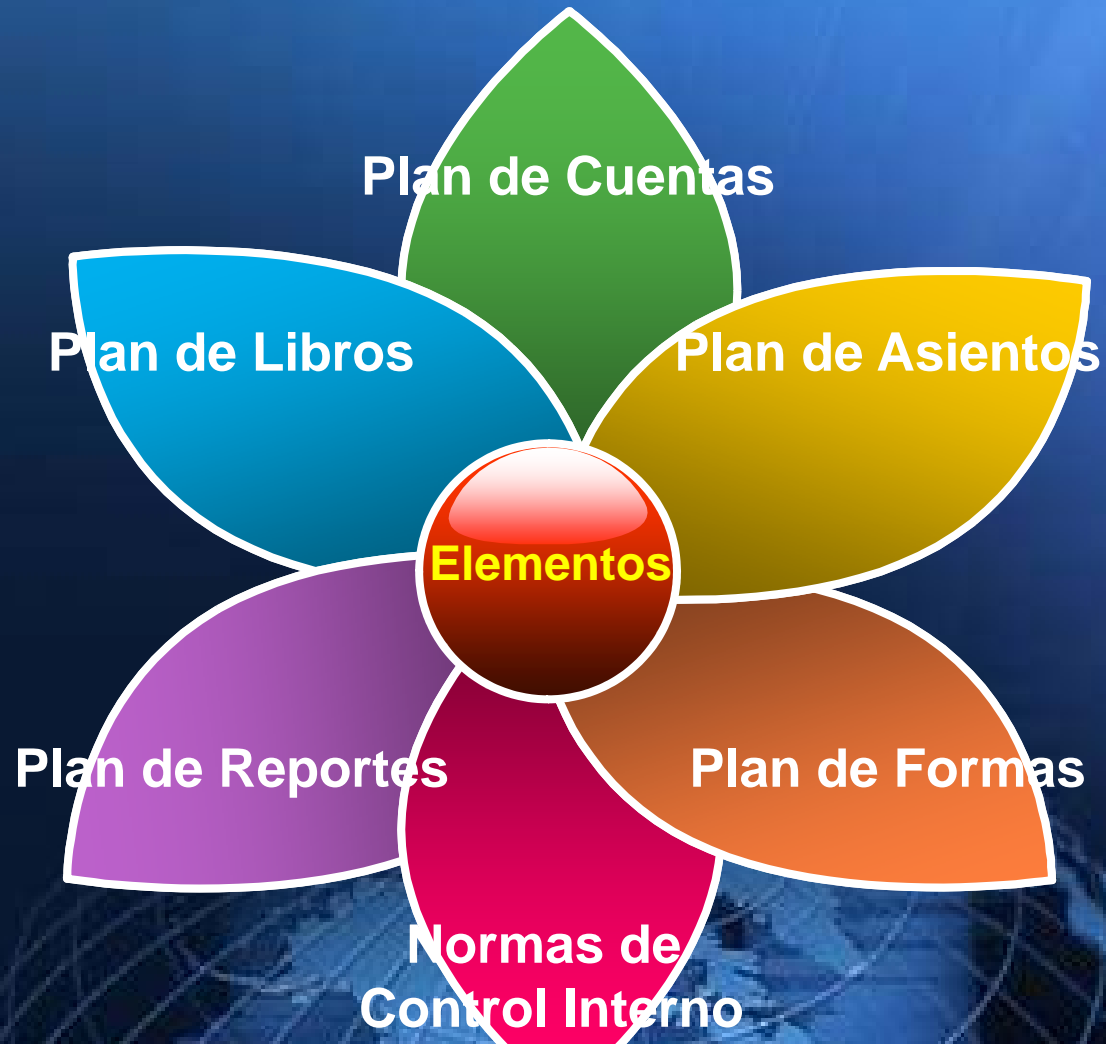 Plan de Cuentas
Plan de Libros
Plan de Asientos
Elementos
Plan de Reportes
Plan de Formas
Normas de
Control Interno